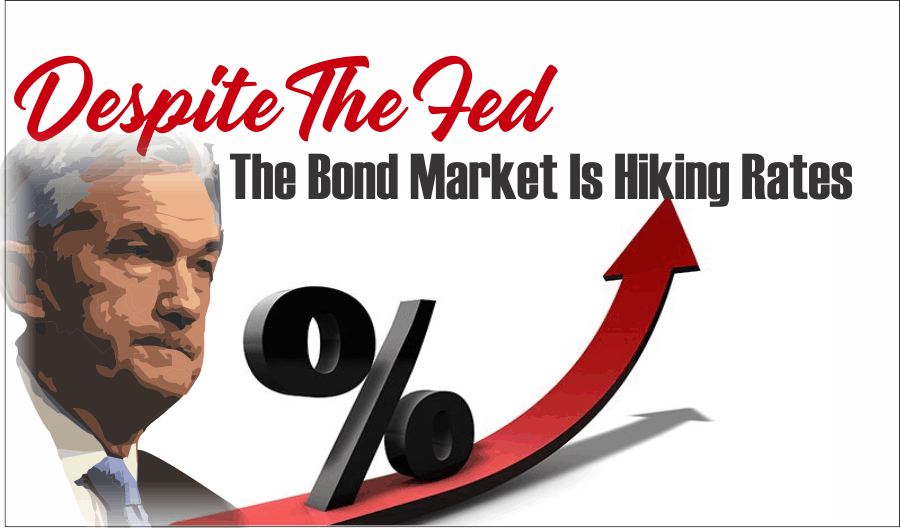 Despite The Fed
The Bond Market Is Hiking Rates
%